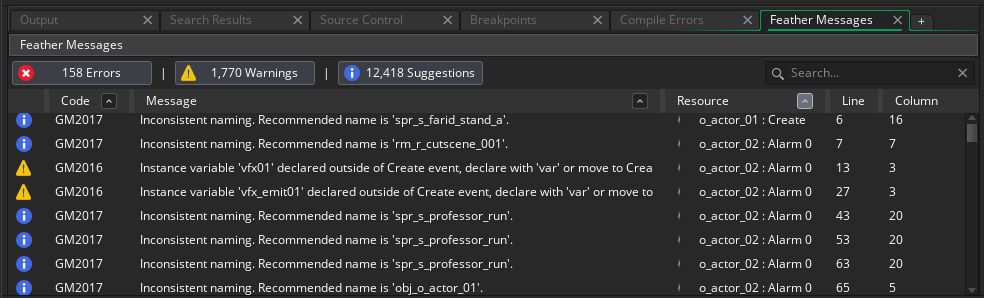 Output Search Results Source Control Breakpoints Compile Errors Feather Messages +
Feather Messages
158 Errors | 1,770 Warnings | 12,418 Suggestions Search...
Code Message Resource Line Column
GM2017 Inconsistent naming. Recommended name is 'spr_s_farid_stand_a'. o_actor_01 : Create 6 16
GM2017 Inconsistent naming. Recommended name is 'rm_r_cutscene_001'. o_actor_02 : Alarm 0 7 7
GM2016 Instance variable 'vfx01' declared outside of Create event, declare with 'var' or move to Crea o_actor_02 : Alarm 0 13 3
GM2016 Instance variable 'vfx_emit01' declared outside of Create event, declare with 'var' or move to o_actor_02 : Alarm 0 27 3
GM2017 Inconsistent naming. Recommended name is 'spr_s_professor_run'. o_actor_02 : Alarm 0 43 20
GM2017 Inconsistent naming. Recommended name is 'spr_s_professor_run'. o_actor_02 : Alarm 0 53 20
GM2017 Inconsistent naming. Recommended name is 'spr_s_professor_run'. o_actor_02 : Alarm 0 63 20
GM2017 Inconsistent naming. Recommended name is 'obj_o_actor_01'. o_actor_02 : Alarm 0 65 5